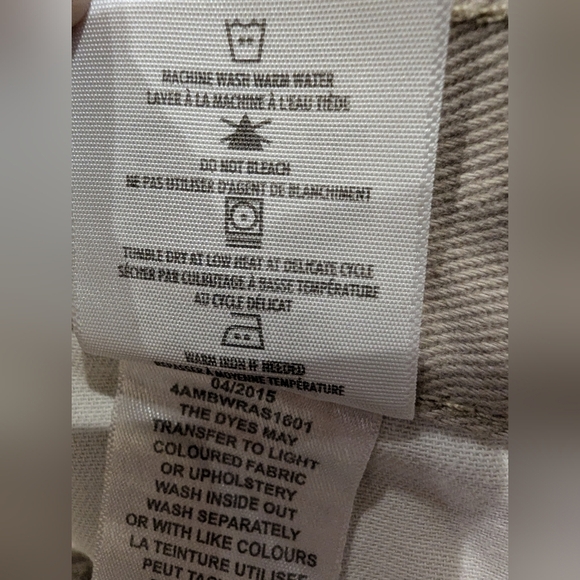 MACHINE WASH WARM WATER
LAVER À LA MACHINE À L'EAU TIÈDE
DO NOT BLEACH
NE PAS UTILISER D'AGENT DE BLANCHIMENT
TUMBLE DRY AT LOW HEAT AT DELICATE CYCLE
SÉCHER PAR CULBUTAGE À BASSE TEMPÉRATURE
AU CYCLE DÉLICAT
WARM IRON IF NEEDED
REPASSER À MOYENNE TEMPÉRATURE
04/2015
4AMBWRAS1601
THE DYES MAY
TRANSFER TO LIGHT
COLOURED FABRIC
OR UPHOLSTERY
WASH INSIDE OUT
WASH SEPARATELY
OR WITH LIKE COLOURS
LA TEINTURE UTILISÉE
PEUT